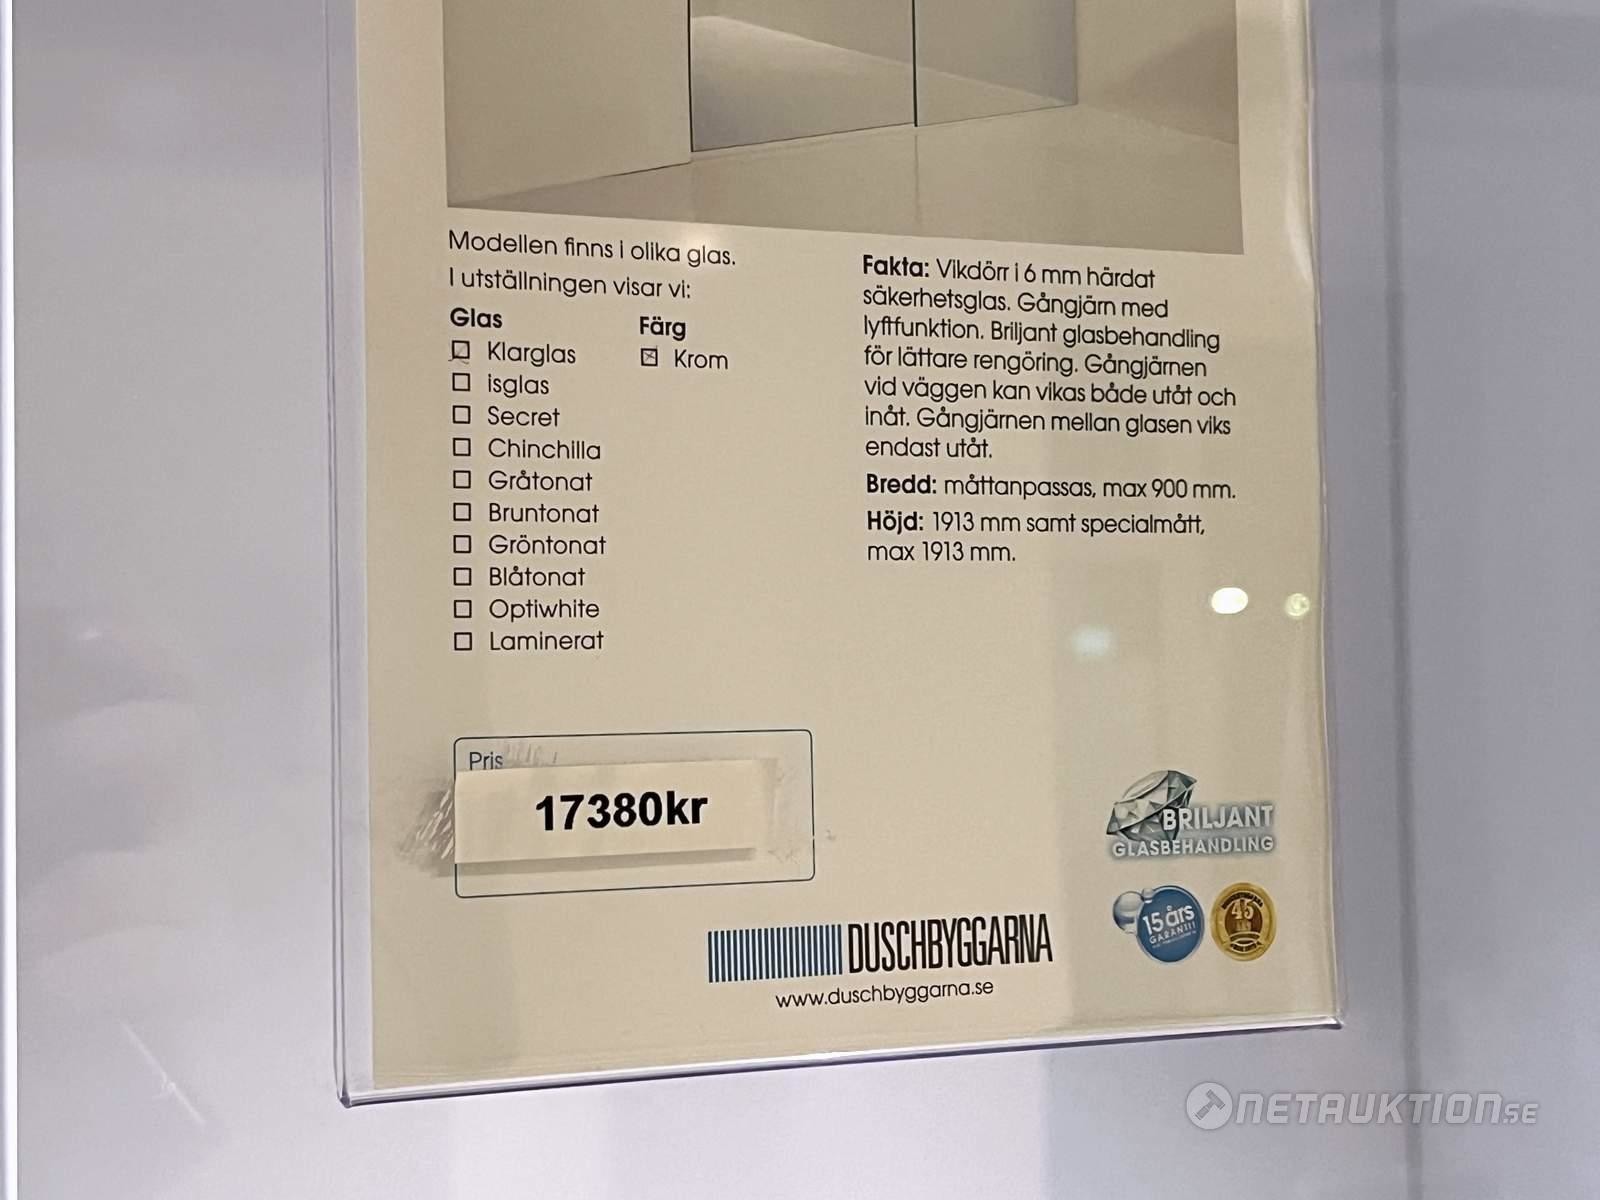 Modellen finns i olika glas.
I utställningen visar vi:
Glas
Klarglas
isglas
Secret
Chinchilla
Gråtonat
Bruntonat
Gröntonat
Blåtonat
Optiwhite
Laminerat
Färg
Krom
Fakta: Vikdörr i 6 mm härdat
säkerhetsglas. Gångjärn med
lyftfunktion. Briljant glasbehandling
för lättare rengöring. Gångjärnen
vid väggen kan vikas både utåt och
inåt. Gångjärnen mellan glasen viks
endast utåt.
Bredd: måttanpassas, max 900 mm.
Höjd: 1913 mm samt specialmått,
max 1913 mm.
Pris
17380kr
BRILJANT
GLASBEHANDLING
15 års
GARANTI
45
DUSCHBYGGARNA
www.duschbyggarna.se
NETAUKTION.SE